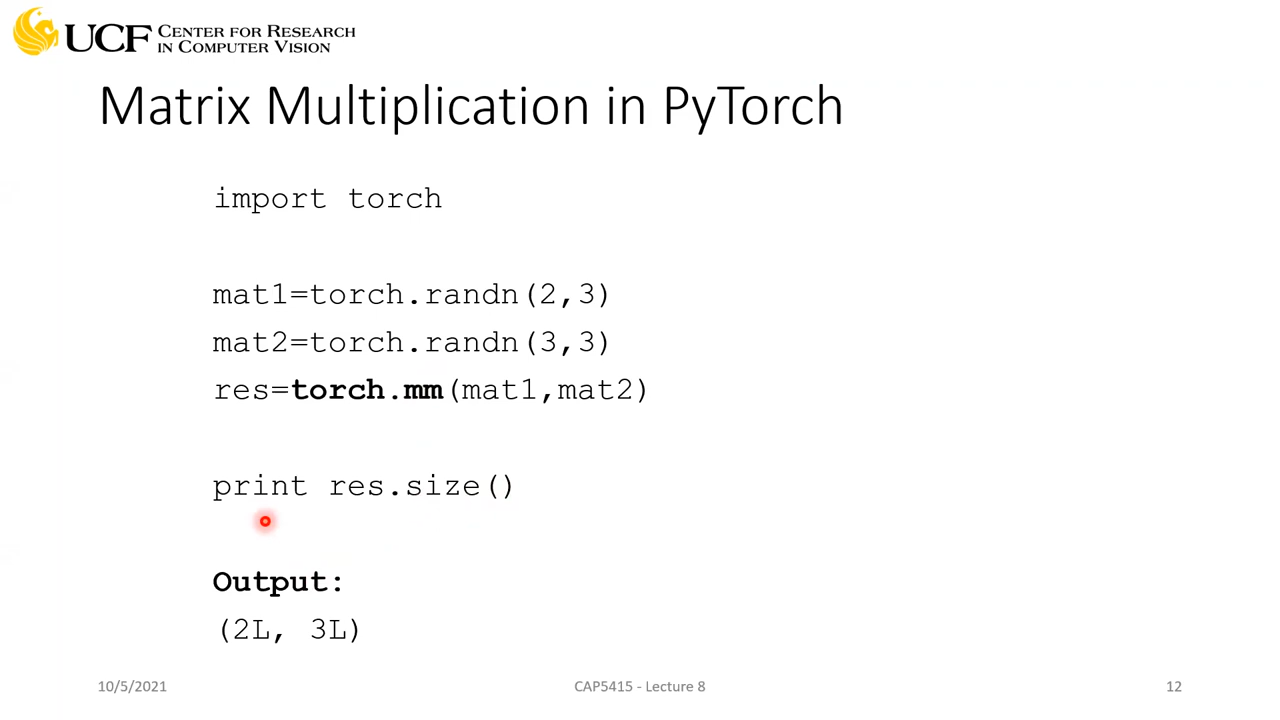 UCF CENTER FOR RESEARCH
IN COMPUTER VISION
Matrix Multiplication in PyTorch
import torch
mat1=torch.randn(2,3)
mat2=torch.randn(3,3)
res=torch.mm(mat1,mat2)
print res.size()
Output:
(2L, 3L)
10/5/2021
CAP5415 - Lecture 8
12